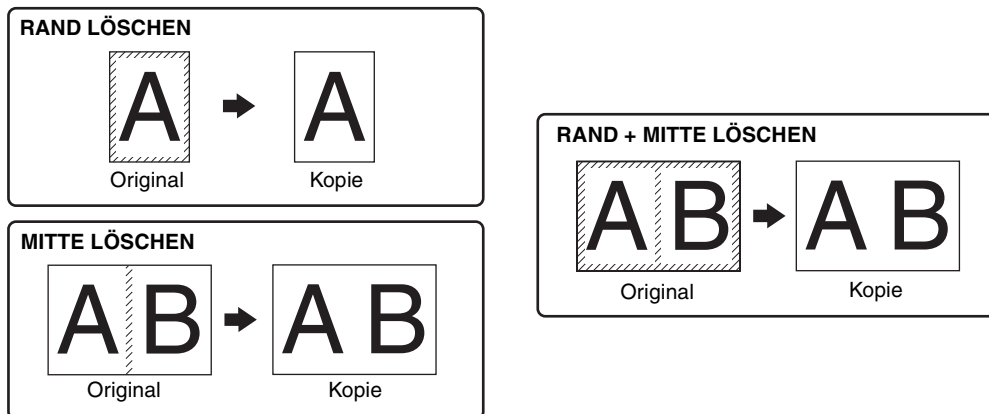 RAND LÖSCHEN
A A
Original Kopie
MITTE LÖSCHEN
A B A B
Original Kopie
RAND + MITTE LÖSCHEN
A B A B
Original Kopie